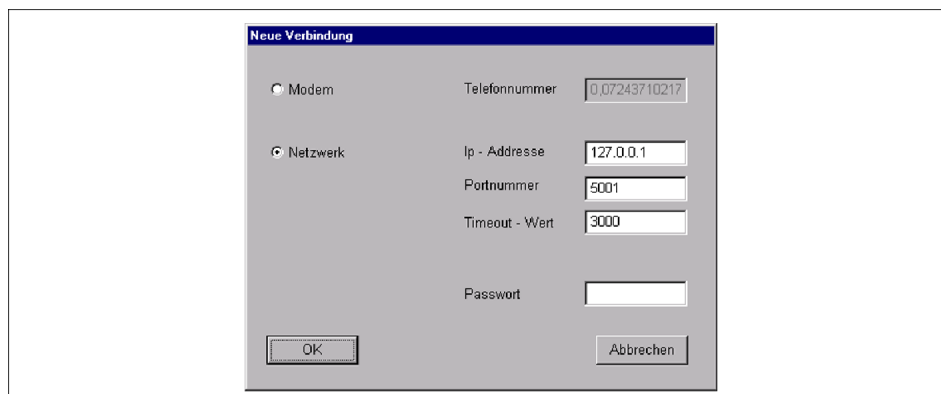 Neue Verbindung
Modem Telefonnummer 0,07243710217
Netzwerk Ip - Addresse 127.0.0.1
Portnummer 5001
Timeout - Wert 3000
Passwort
OK Abbrechen